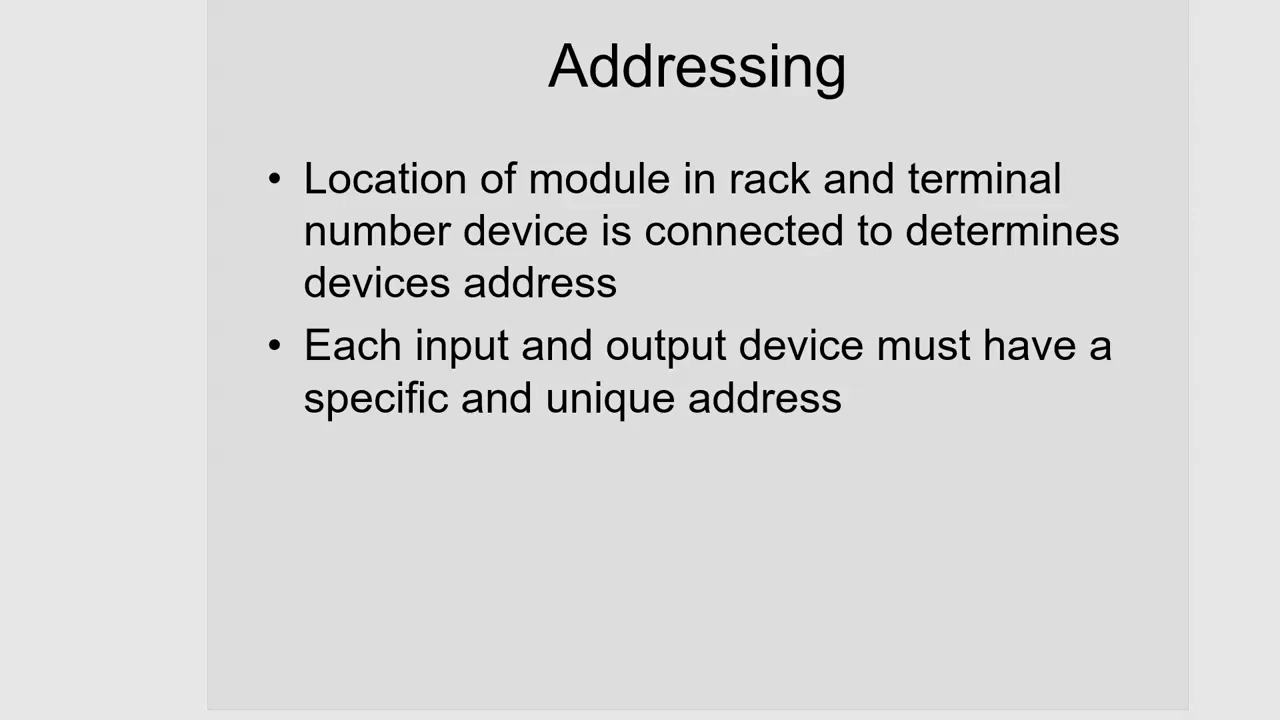 Addressing
• Location of module in rack and terminal
number device is connected to determines
devices address
• Each input and output device must have a
specific and unique address